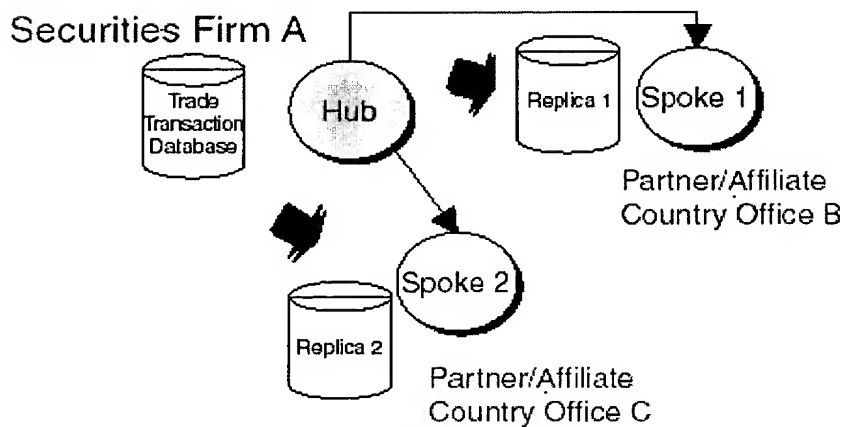 Securities Firm A
Trade
Transaction
Database
Hub
Replica 1
Spoke 1
Partner/Affiliate
Country Office B
Spoke 2
Replica 2
Partner/Affiliate
Country Office C